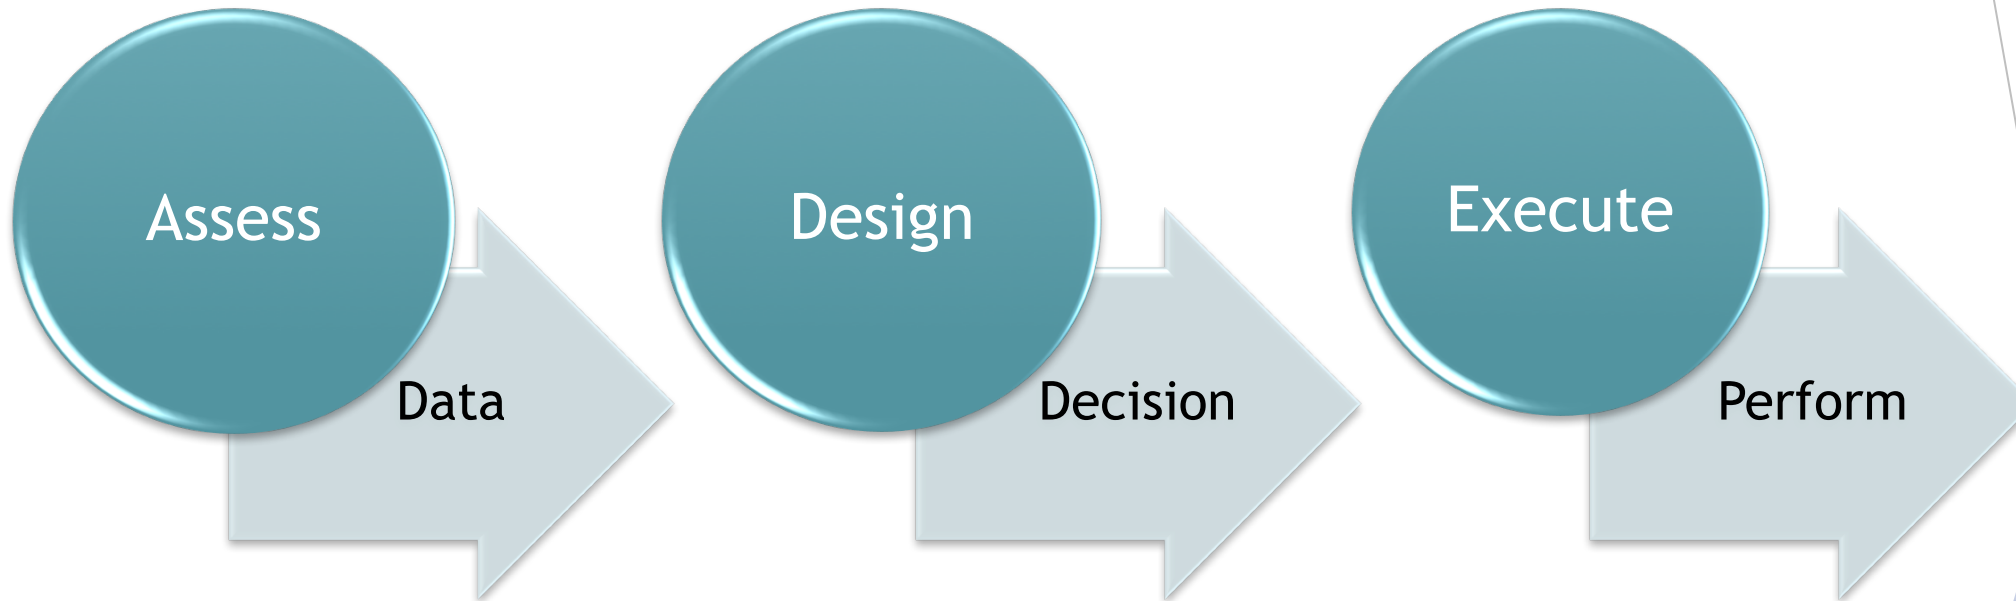 Assess
Data
Design
Decision
Execute
Perform